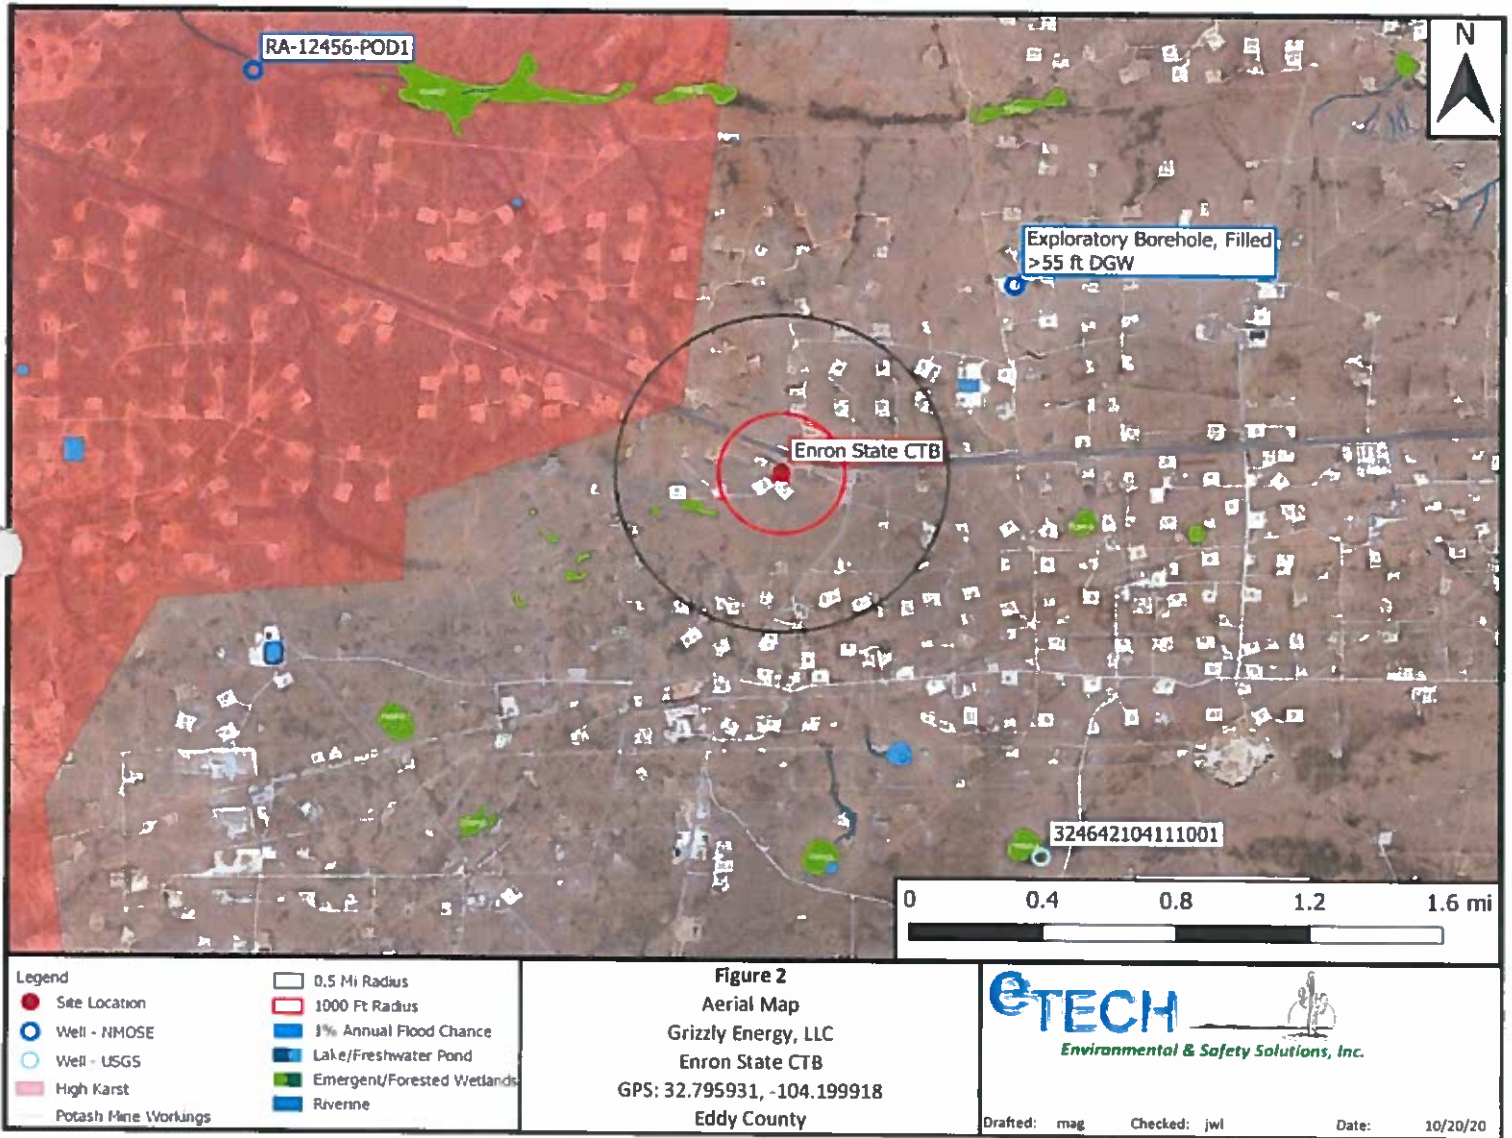 RA-12456-POD1
N
Exploratory Borehole, Filled
>55 ft DGW
Enron State CTB
324642104111001
0 0.4 0.8 1.2 1.6 mi
Legend
Site Location
Well - NMOSE
Well - USGS
High Karst
Potash Mine Workings
0.5 Mi Radius
1000 Ft Radius
1% Annual Flood Chance
Lake/Freshwater Pond
Emergent/Forested Wetlands
Riverine
Figure 2
Aerial Map
Grizzly Energy, LLC
Enron State CTB
GPS: 32.795931, -104.199918
Eddy County
eTECH
Environmental & Safety Solutions, Inc.
Drafted: mag Checked: jwl Date: 10/20/20